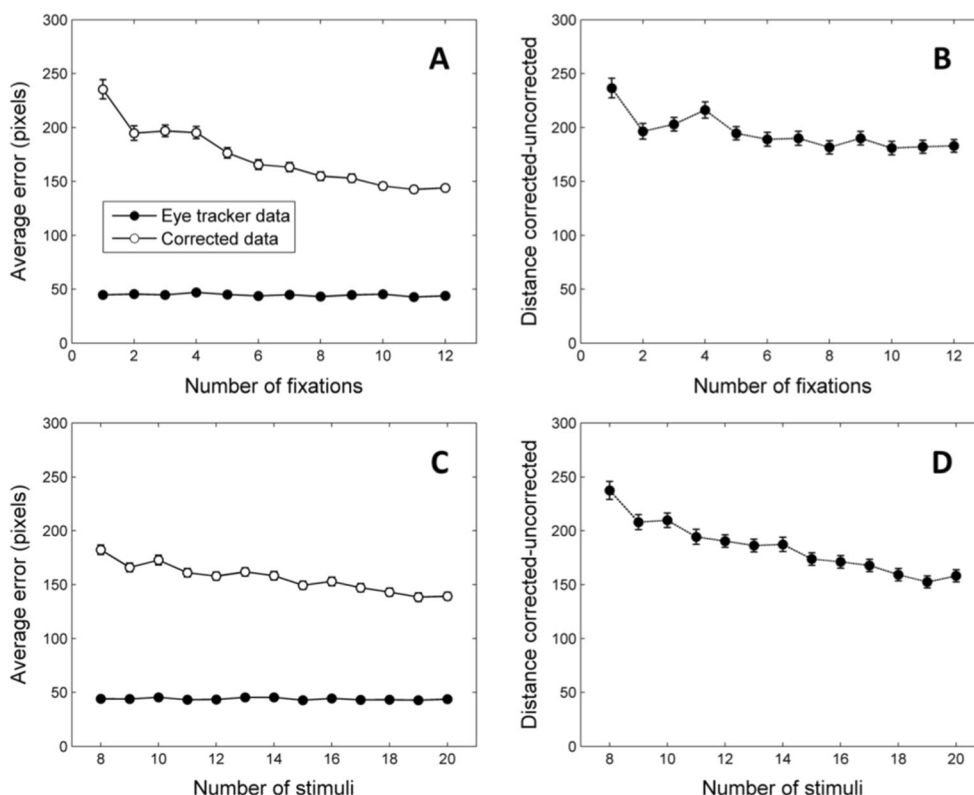 A
Average error (pixels)
300
250
200
150
100
50
0
Eye tracker data
Corrected data
0 2 4 6 8 10 12
Number of fixations
B
Distance corrected-uncorrected
300
250
200
150
100
50
0
0 2 4 6 8 10 12
Number of fixations
C
Average error (pixels)
300
250
200
150
100
50
0
8 10 12 14 16 18 20
Number of stimuli
D
Distance corrected-uncorrected
300
250
200
150
100
50
0
8 10 12 14 16 18 20
Number of stimuli